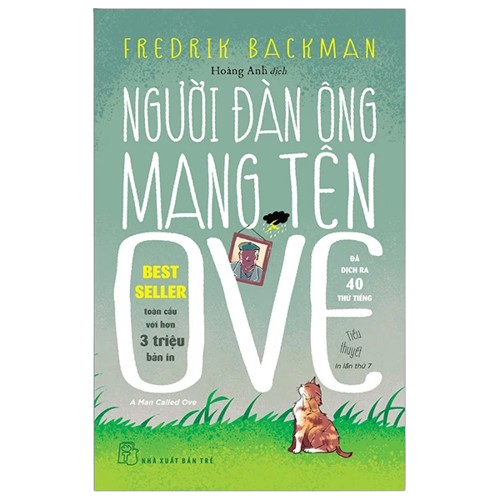 FREDRIK BACKMAN
Hoàng Anh dịch
NGƯỜI ĐÀN ÔNG
MANG TÊN
OVE
BEST
SELLER
toàn cầu
với hơn
3 triệu
bản in
ĐÃ
DỊCH RA
40
THỨ TIẾNG
Tiểu
thuyết
In lần thứ 7
A Man Called Ove
NHÀ XUẤT BẢN TRẺ